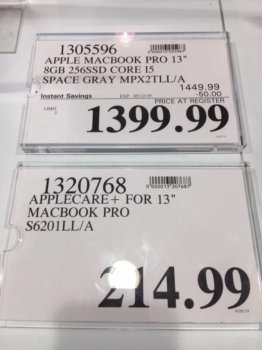 1305596
APPLE MACBOOK PRO 13"
8GB 256SSD CORE I5
SPACE GRAY MPX2TLL/A
1449.99
Instant Savings
-50.00
PRICE AT REGISTER
LIMIT
1399.99
1320768
APPLECARE+ FOR 13"
MACBOOK PRO
S6201LL/A
214.99